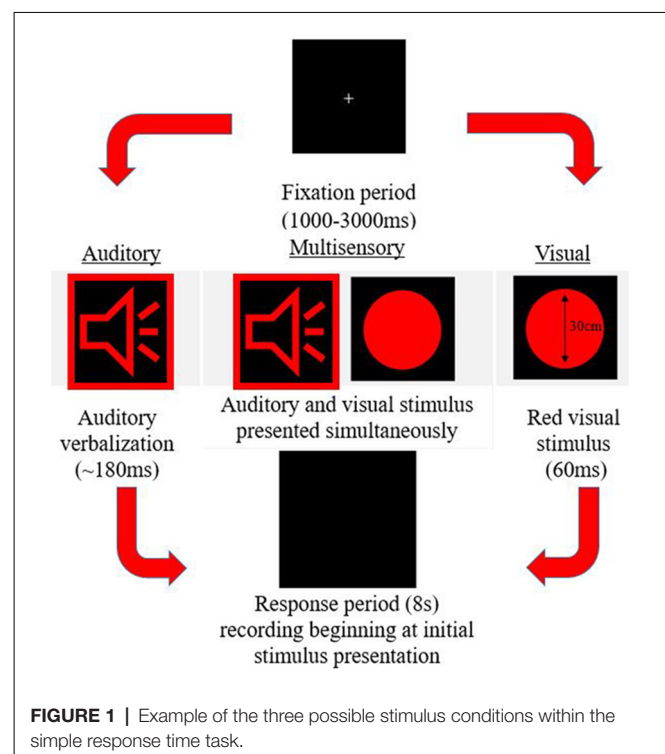 Fixation period
(1000-3000ms)
Auditory
Multisensory
Visual
30cm
Auditory
verbalization
(~180ms)
Auditory and visual stimulus
presented simultaneously
Red visual
stimulus
(60ms)
Response period (8s)
recording beginning at initial
stimulus presentation
FIGURE 1 | Example of the three possible stimulus conditions within the
simple response time task.